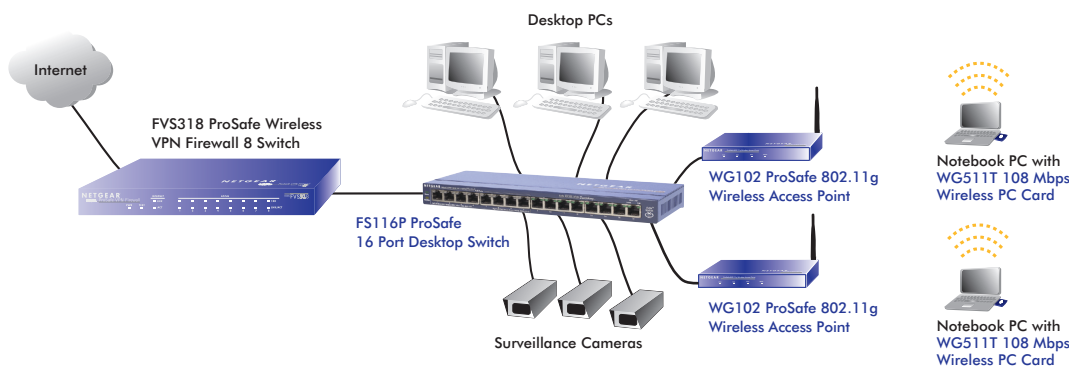 Desktop PCs
Internet
FVS318 ProSafe Wireless
VPN Firewall 8 Switch
NETGEAR
NETGEAR
FS116P ProSafe
16 Port Desktop Switch
WG102 ProSafe 802.11g
Wireless Access Point
WG102 ProSafe 802.11g
Wireless Access Point
Surveillance Cameras
Notebook PC with
WG511T 108 Mbps
Wireless PC Card
Notebook PC with
WG511T 108 Mbps
Wireless PC Card